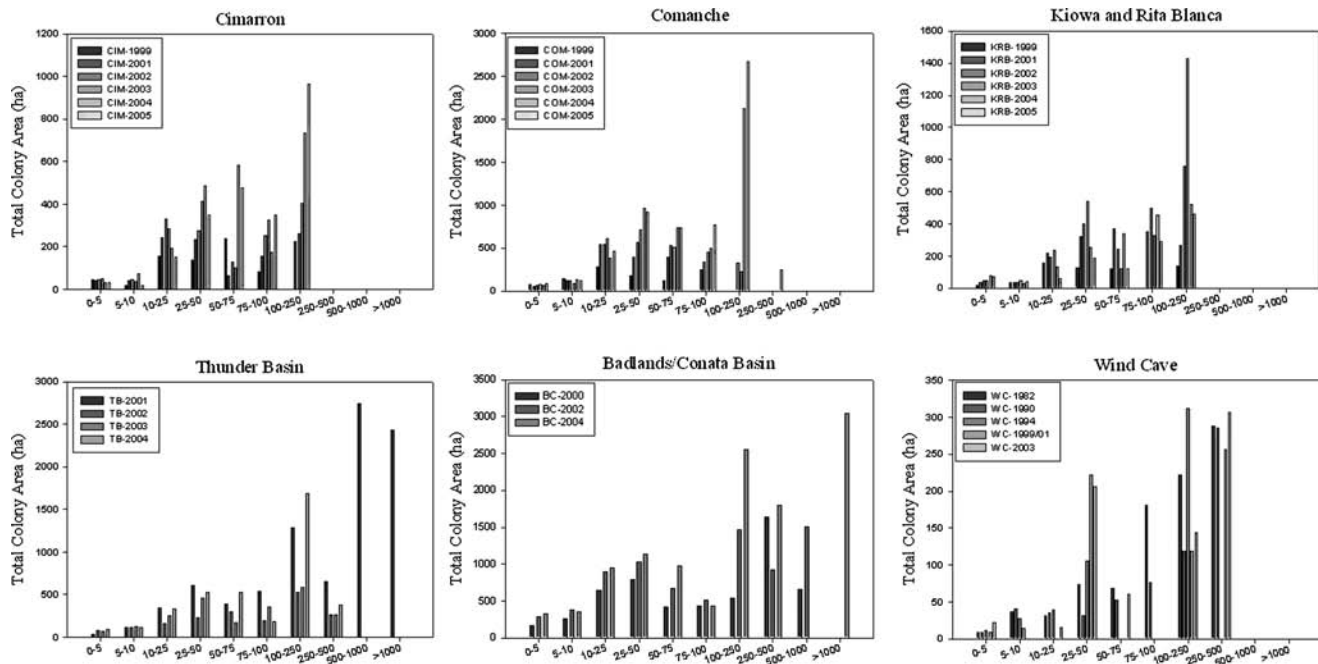 Cimarron
Total Colony Area (ha)
1200
1000
800
600
400
200
0
CIM-1999
CIM-2001
CIM-2002
CIM-2003
CIM-2004
CIM-2005
0-5
5-10
10-25
25-50
50-75
75-100
100-250
250-500
500-1000
>1000
Comanche
Total Colony Area (ha)
3000
2500
2000
1500
1000
500
0
COM-1999
COM-2001
COM-2002
COM-2003
COM-2004
COM-2005
0-5
5-10
10-25
25-50
50-75
75-100
100-250
250-500
500-1000
>1000
Kiowa and Rita Blanca
Total Colony Area (ha)
1600
1400
1200
1000
800
600
400
200
0
KRB-1999
KRB-2001
KRB-2002
KRB-2003
KRB-2004
KRB-2005
0-5
5-10
10-25
25-50
50-75
75-100
100-250
250-500
500-1000
>1000
Thunder Basin
Total Colony Area (ha)
3000
2500
2000
1500
1000
500
0
TB-2001
TB-2002
TB-2003
TB-2004
0-5
5-10
10-25
25-50
50-75
75-100
100-250
250-500
500-1000
>1000
Badlands/Conata Basin
Total Colony Area (ha)
3500
3000
2500
2000
1500
1000
500
0
BC-2000
BC-2002
BC-2004
0-5
5-10
10-25
25-50
50-75
75-100
100-250
250-500
500-1000
>1000
Wind Cave
Total Colony Area (ha)
350
300
250
200
150
100
50
0
WC-1982
WC-1990
WC-1994
WC-1999/01
WC-2003
0-5
5-10
10-25
25-50
50-75
75-100
100-250
250-500
500-1000
>1000